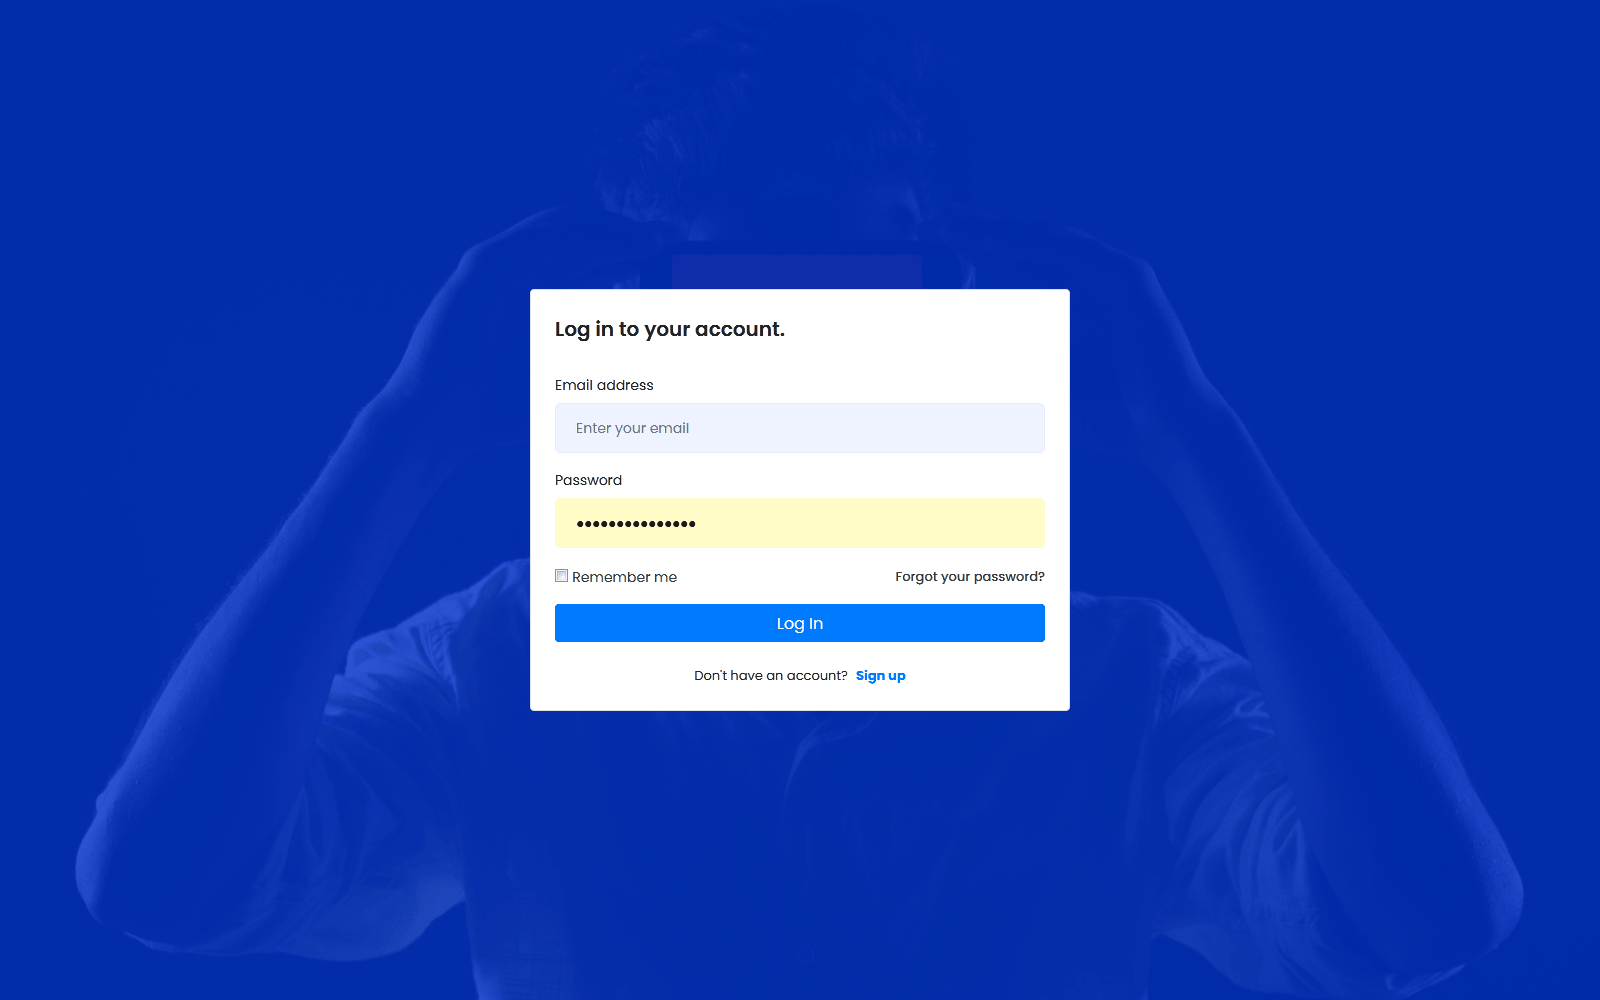 Log in to your account.
Email address
Enter your email
Password
Remember me
Forgot your password?
Log In
Don't have an account? Sign up